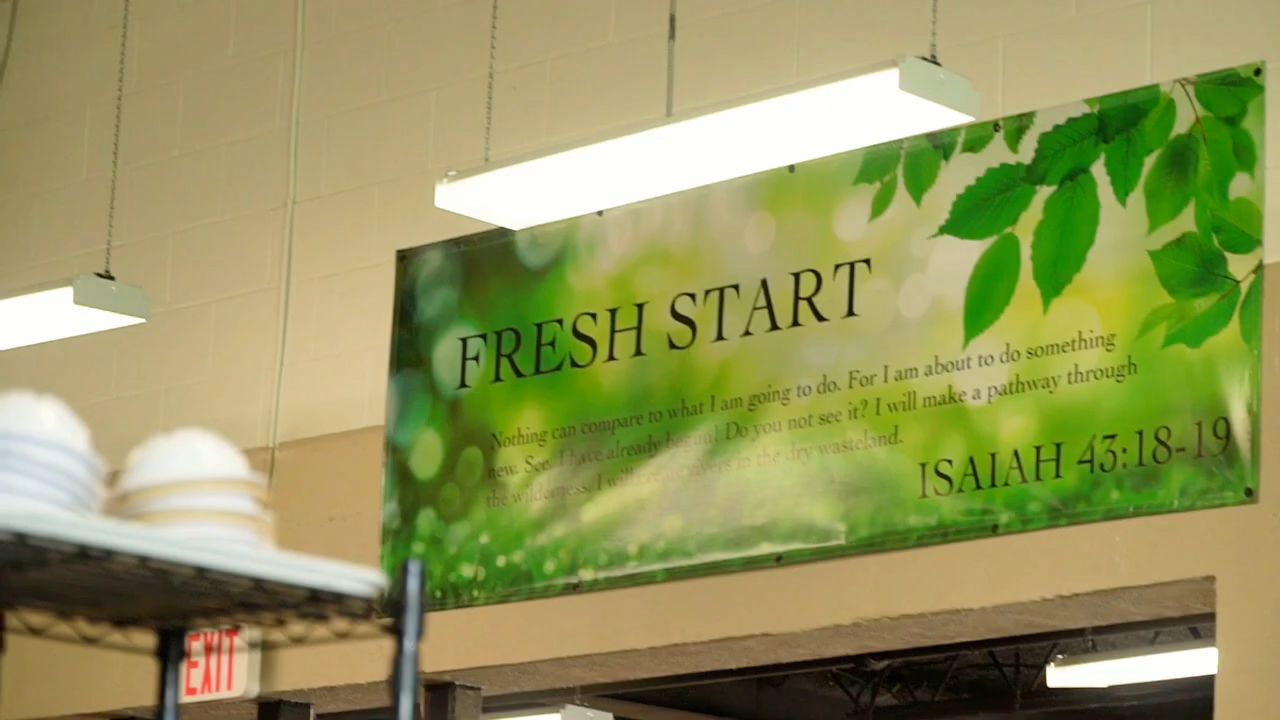 FRESH START
Nothing can compare to what I am going to do. For I am about to do something
new. See, I have already begun! Do you not see it? I will make a pathway through
the wilderness. I will create rivers in the dry wasteland.
ISAIAH 43:18-19
EXIT